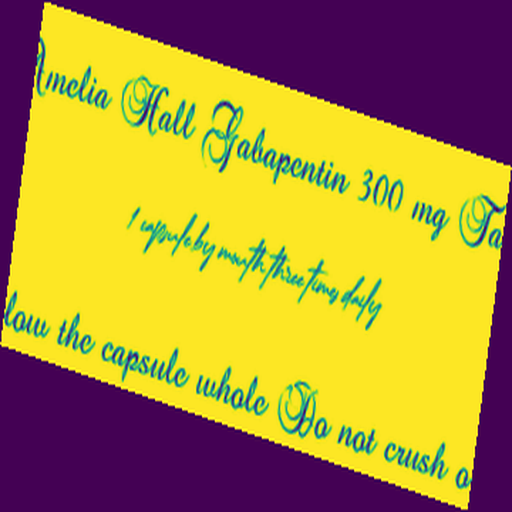 Amelia Hall Gabapentin 300 mg Ta
1 capsule by mouth three times daily
low the capsule whole Do not crush o